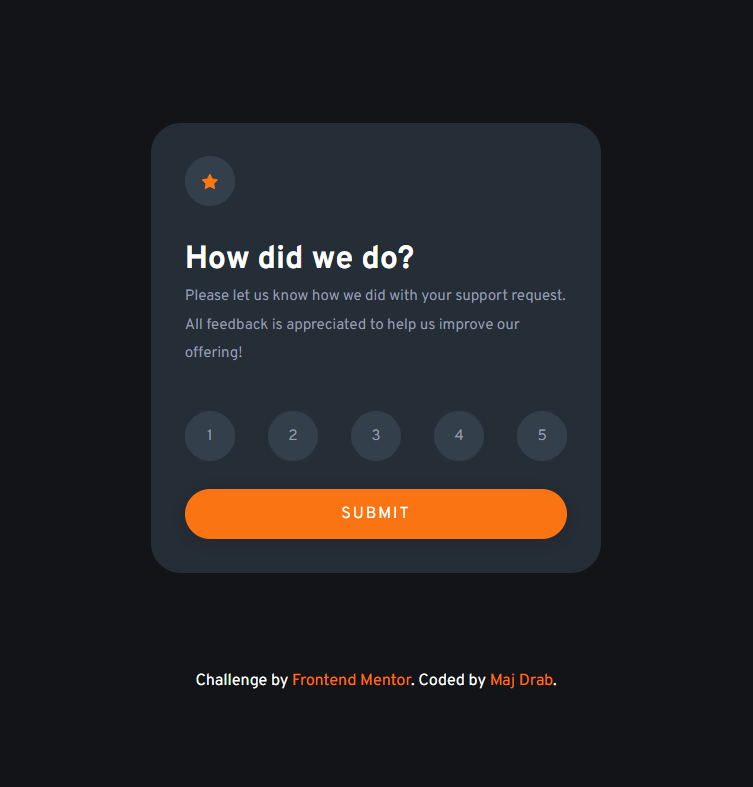 How did we do?
Please let us know how we did with your support request.
All feedback is appreciated to help us improve our
offering!
1 2 3 4 5
SUBMIT
Challenge by Frontend Mentor. Coded by Maj Drab.